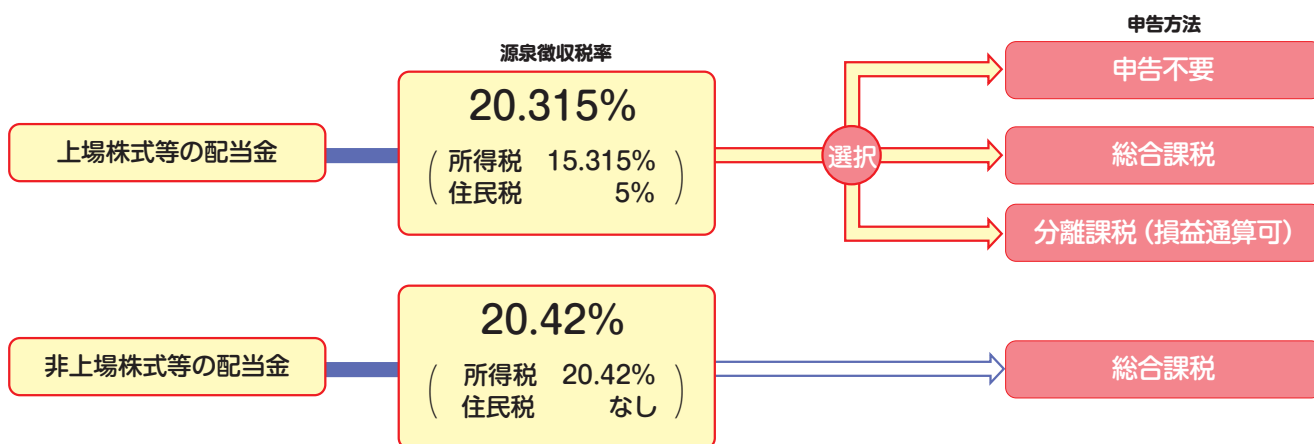 申告方法
源泉徴収税率
申告不要
20.315%
上場株式等の配当金
(所得税 15.315%
住民税 5%)
選択
総合課税
分離課税(損益通算可)
20.42%
非上場株式等の配当金
(所得税 20.42%
住民税 なし)
総合課税